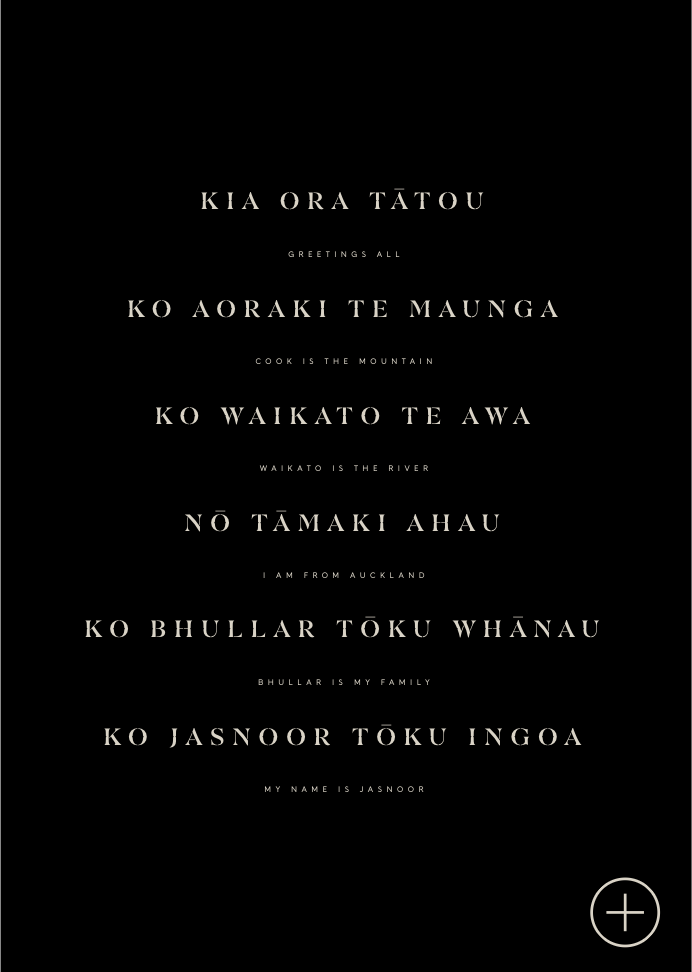 KIA ORA TĀTOU
GREETINGS ALL
KO AORAKI TE MAUNGA
COOK IS THE MOUNTAIN
KO WAIKATO TE AWA
WAIKATO IS THE RIVER
NŌ TĀMAKI AHAU
I AM FROM AUCKLAND
KO BHULLAR TŌKU WHĀNAU
BHULLAR IS MY FAMILY
KO JASNOOR TŌKU INGOA
MY NAME IS JASNOOR